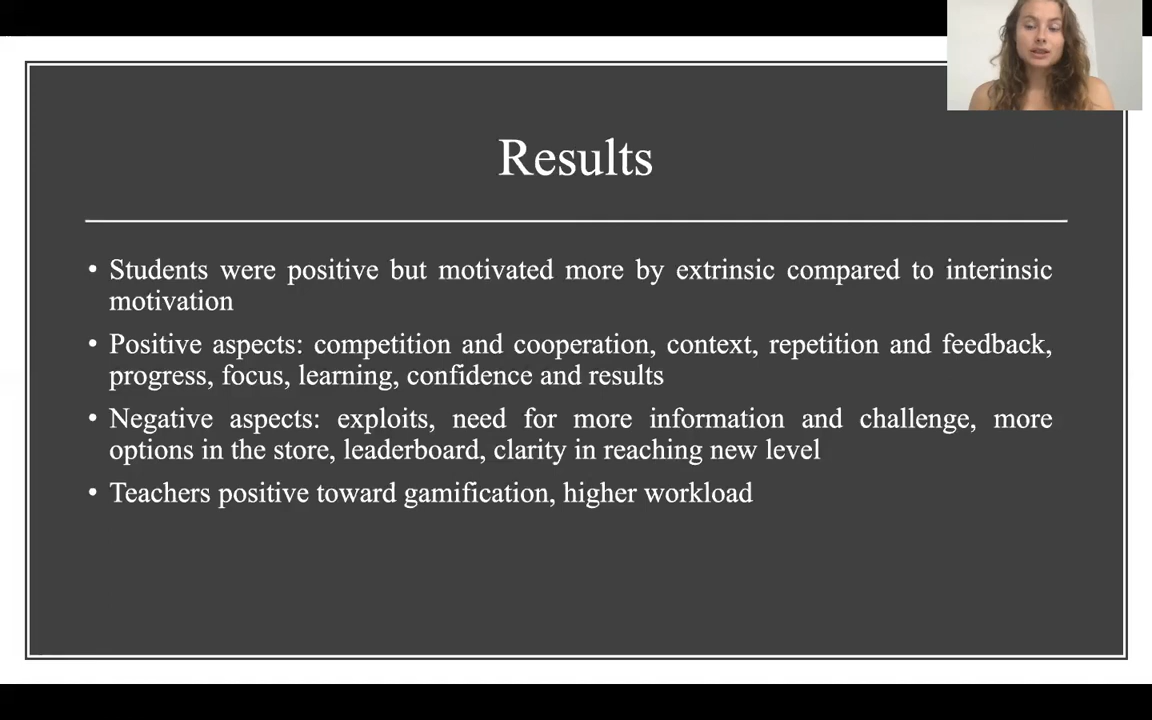 Results
• Students were positive but motivated more by extrinsic compared to interinsic
motivation
• Positive aspects: competition and cooperation, context, repetition and feedback,
progress, focus, learning, confidence and results
• Negative aspects: exploits, need for more information and challenge, more
options in the store, leaderboard, clarity in reaching new level
• Teachers positive toward gamification, higher workload